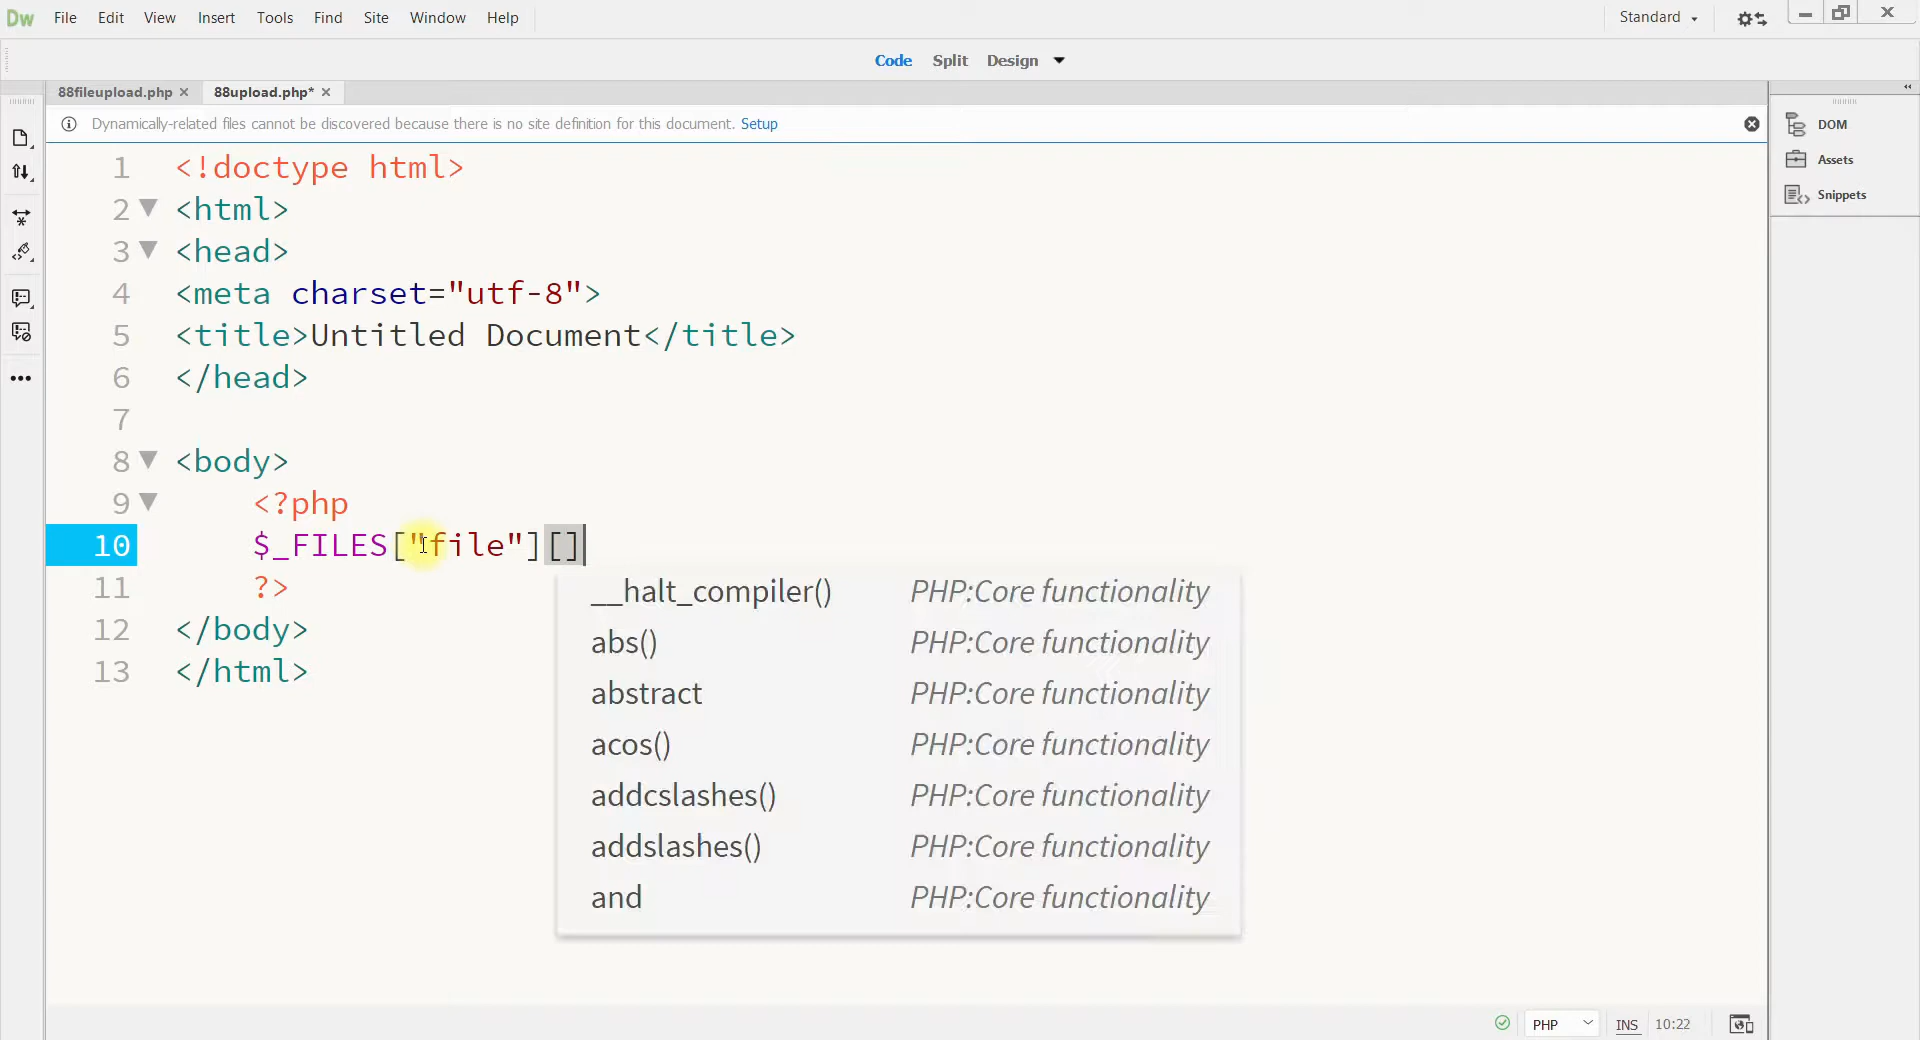 Dw File Edit View Insert Tools Find Site Window Help Standard
Code Split Design
88fileupload.php 88upload.php*
Dynamically-related files cannot be discovered because there is no site definition for this document. Setup
DOM
Assets
Snippets
1 <!doctype html>
2 <html>
3 <head>
4 <meta charset="utf-8">
5 <title>Untitled Document</title>
6 </head>
7
8 <body>
9 <?php
10 $_FILES["file"][]
11 ?>
12 </body>
13 </html>
__halt_compiler() PHP:Core functionality
abs() PHP:Core functionality
abstract PHP:Core functionality
acos() PHP:Core functionality
addcslashes() PHP:Core functionality
addslashes() PHP:Core functionality
and PHP:Core functionality
PHP INS 10:22